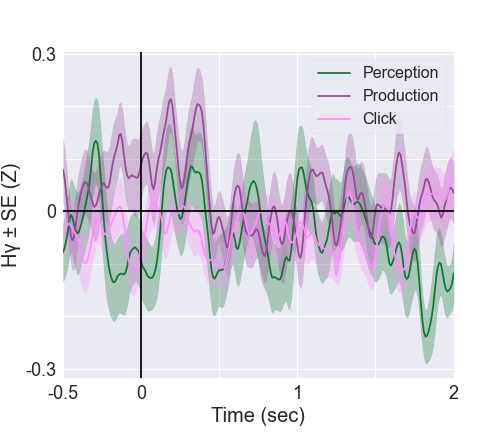 0.3
Perception
Production
Click
Hγ ± SE (Z)
0
-0.3
-0.5
0
1
2
Time (sec)